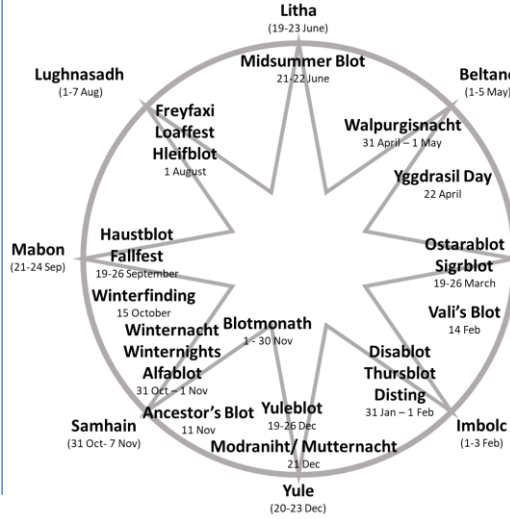 Litha
(19-23 June)
Midsummer Blot
21-22 June
Lughnasadh
(1-7 Aug)
Beltane
(1-5 May)
Freyfaxi
Loaffest
Hleifblot
1 August
Walpurgisnacht
31 April – 1 May
Yggdrasil Day
22 April
Mabon
(21-24 Sep)
Haustblot
Fallfest
19-26 September
Ostarablot
Sigrblot
19-26 March
Winterfinding
15 October
Vali's Blot
14 Feb
Winternacht
Winternights
Alfablot
31 Oct – 1 Nov
Blotmonath
1 - 30 Nov
Disablot
Thursblot
Disting
31 Jan – 1 Feb
Samhain
(31 Oct- 7 Nov)
Ancestor's Blot
11 Nov
Yuleblot
19-26 Dec
Imbolc
(1-3 Feb)
Modraniht/ Mutternacht
21 Dec
Yule
(20-23 Dec)